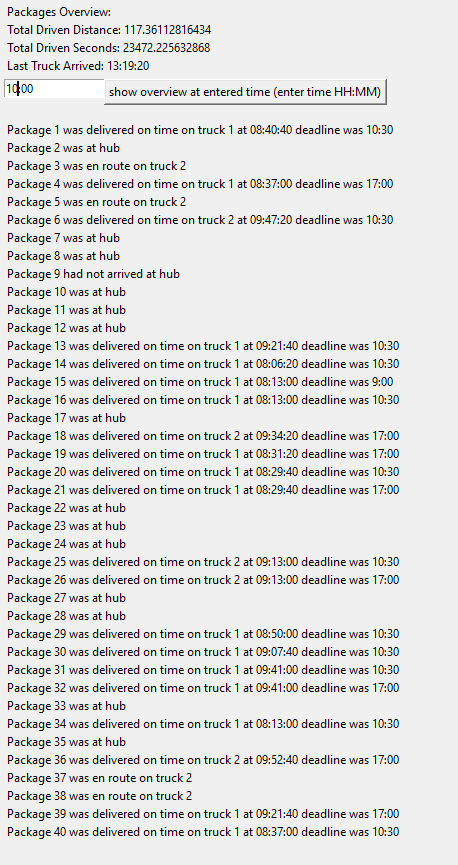 Packages Overview:
Total Driven Distance: 117.36112816434
Total Driven Seconds: 23472.225632868
Last Truck Arrived: 13:19:20
10:00 show overview at entered time (enter time HH:MM)
Package 1 was delivered on time on truck 1 at 08:40:40 deadline was 10:30
Package 2 was at hub
Package 3 was en route on truck 2
Package 4 was delivered on time on truck 1 at 08:37:00 deadline was 17:00
Package 5 was en route on truck 2
Package 6 was delivered on time on truck 2 at 09:47:20 deadline was 10:30
Package 7 was at hub
Package 8 was at hub
Package 9 had not arrived at hub
Package 10 was at hub
Package 11 was at hub
Package 12 was at hub
Package 13 was delivered on time on truck 1 at 09:21:40 deadline was 10:30
Package 14 was delivered on time on truck 1 at 08:06:20 deadline was 10:30
Package 15 was delivered on time on truck 1 at 08:13:00 deadline was 9:00
Package 16 was delivered on time on truck 1 at 08:13:00 deadline was 10:30
Package 17 was at hub
Package 18 was delivered on time on truck 2 at 09:34:20 deadline was 17:00
Package 19 was delivered on time on truck 1 at 08:31:20 deadline was 17:00
Package 20 was delivered on time on truck 1 at 08:29:40 deadline was 10:30
Package 21 was delivered on time on truck 1 at 08:29:40 deadline was 17:00
Package 22 was at hub
Package 23 was at hub
Package 24 was at hub
Package 25 was delivered on time on truck 2 at 09:13:00 deadline was 10:30
Package 26 was delivered on time on truck 2 at 09:13:00 deadline was 17:00
Package 27 was at hub
Package 28 was at hub
Package 29 was delivered on time on truck 1 at 08:50:00 deadline was 10:30
Package 30 was delivered on time on truck 1 at 09:07:40 deadline was 10:30
Package 31 was delivered on time on truck 1 at 09:41:00 deadline was 10:30
Package 32 was delivered on time on truck 1 at 09:41:00 deadline was 17:00
Package 33 was at hub
Package 34 was delivered on time on truck 1 at 08:13:00 deadline was 10:30
Package 35 was at hub
Package 36 was delivered on time on truck 2 at 09:52:40 deadline was 17:00
Package 37 was en route on truck 2
Package 38 was en route on truck 2
Package 39 was delivered on time on truck 1 at 09:21:40 deadline was 17:00
Package 40 was delivered on time on truck 1 at 08:37:00 deadline was 10:30